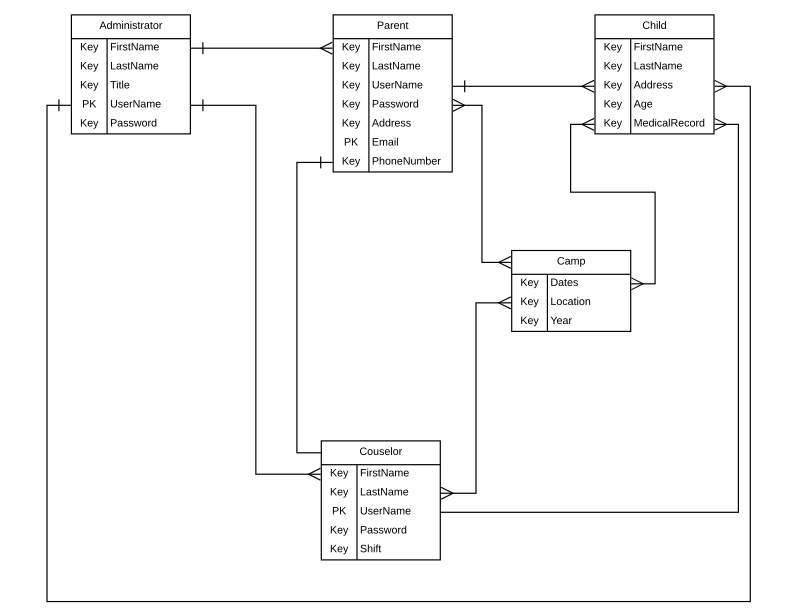 Administrator
Key FirstName
Key LastName
Key Title
PK UserName
Key Password
Parent
Key FirstName
Key LastName
Key UserName
Key Password
Key Address
PK Email
Key PhoneNumber
Child
Key FirstName
Key LastName
Key Address
Key Age
Key MedicalRecord
Camp
Key Dates
Key Location
Key Year
Couselor
Key FirstName
Key LastName
PK UserName
Key Password
Key Shift